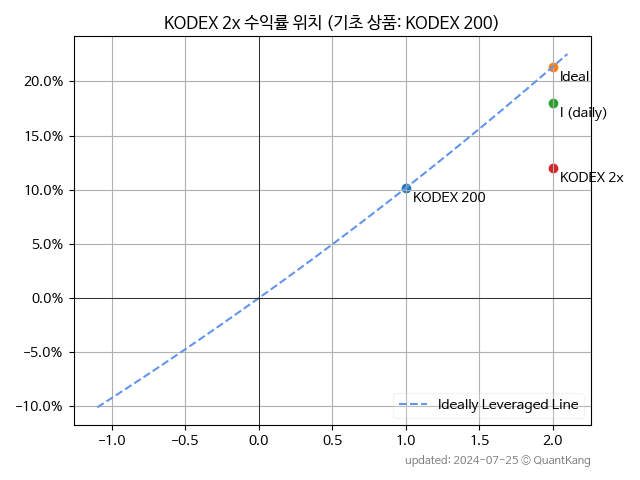 KODEX 2x 수익률 위치 (기초 상품: KODEX 200)
20.0%
15.0%
10.0%
5.0%
0.0%
−5.0%
−10.0%
Ideal
I (daily)
KODEX 2x
KODEX 200
Ideally Leveraged Line
−1.0 −0.5 0.0 0.5 1.0 1.5 2.0
updated: 2024-07-25 © QuantKang